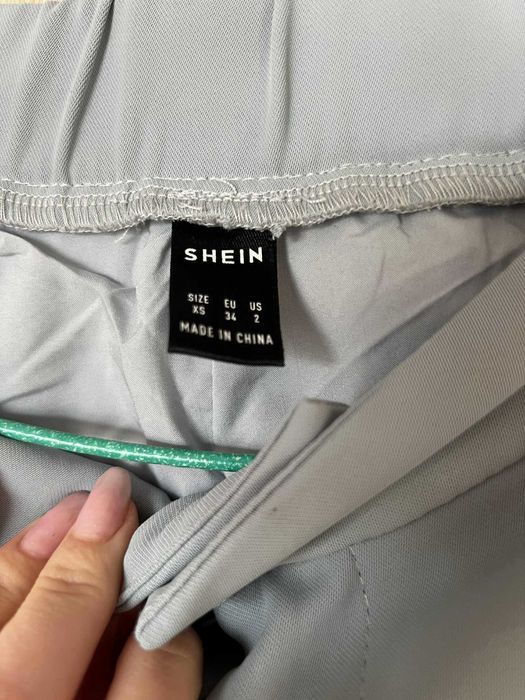 SHEIN
SIZE EU US
XS 34 2
MADE IN CHINA